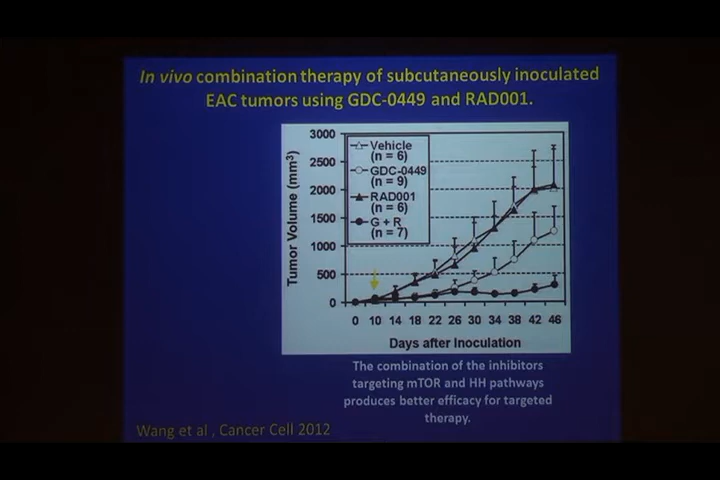 In vivo combination therapy of subcutaneously inoculated
EAC tumors using GDC-0449 and RAD001.
3000
2500
2000
1500
1000
500
0
Tumor Volume (mm³)
Vehicle
(n = 6)
GDC-0449
(n = 9)
RAD001
(n = 6)
G + R
(n = 7)
0 10 14 18 22 26 30 34 38 42 46
Days after Inoculation
The combination of the inhibitors
targeting mTOR and HH pathways
produces better efficacy for targeted
therapy.
Wang et al , Cancer Cell 2012